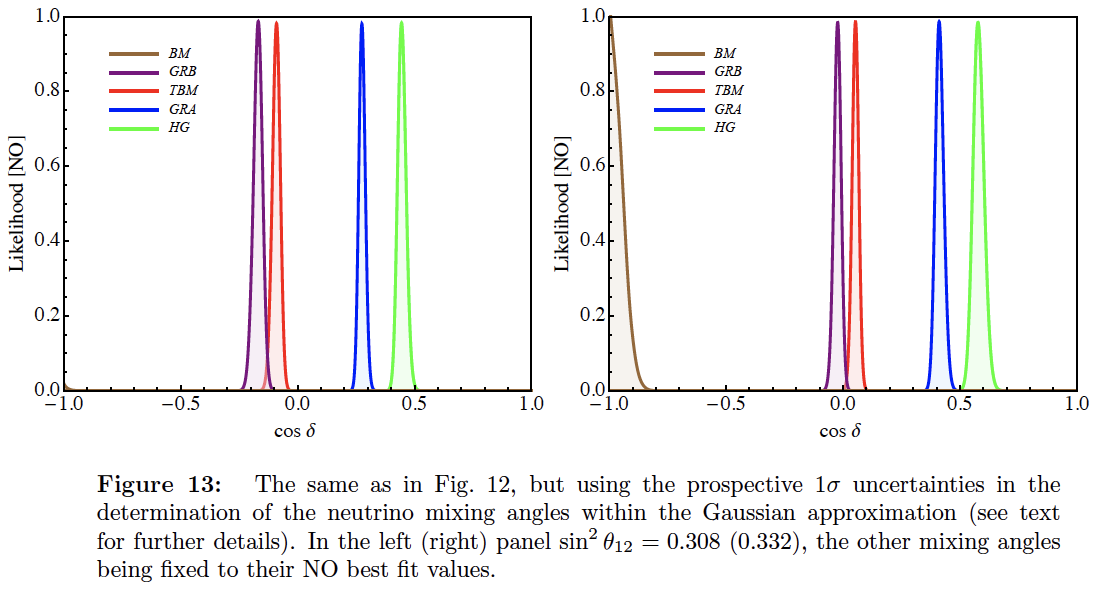 1.0
0.8
0.6
0.4
0.2
0.0
Likelihood [NO]
BM
GRB
TBM
GRA
HG
−1.0 −0.5 0.0 0.5 1.0
cos δ
1.0
0.8
0.6
0.4
0.2
0.0
Likelihood [NO]
BM
GRB
TBM
GRA
HG
−1.0 −0.5 0.0 0.5 1.0
cos δ
Figure 13: The same as in Fig. 12, but using the prospective 1σ uncertainties in the
determination of the neutrino mixing angles within the Gaussian approximation (see text
for further details). In the left (right) panel sin² θ₁₂ = 0.308 (0.332), the other mixing angles
being fixed to their NO best fit values.